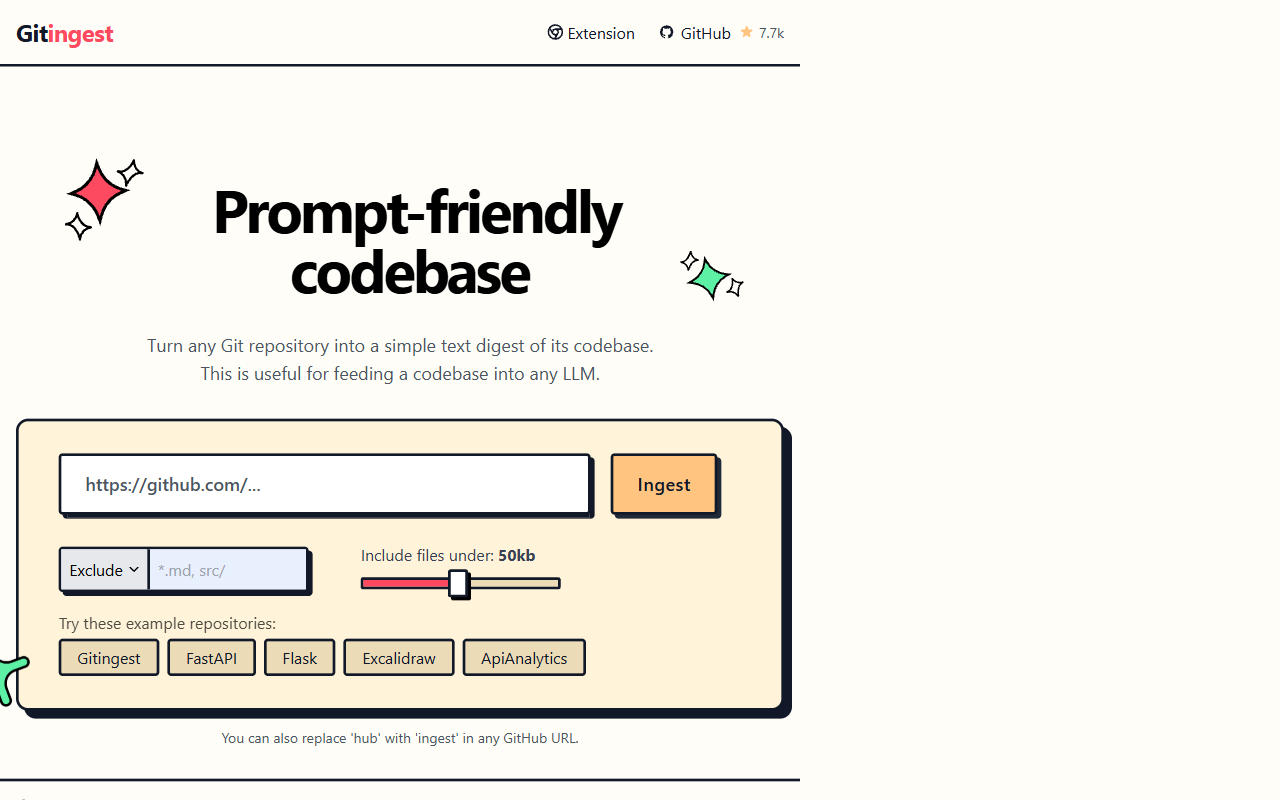 Gitingest
Extension
GitHub
7.7k
Prompt-friendly
codebase
Turn any Git repository into a simple text digest of its codebase.
This is useful for feeding a codebase into any LLM.
https://github.com/...
Ingest
Exclude
*.md, src/
Include files under: 50kb
Try these example repositories:
Gitingest
FastAPI
Flask
Excalidraw
ApiAnalytics
You can also replace 'hub' with 'ingest' in any GitHub URL.